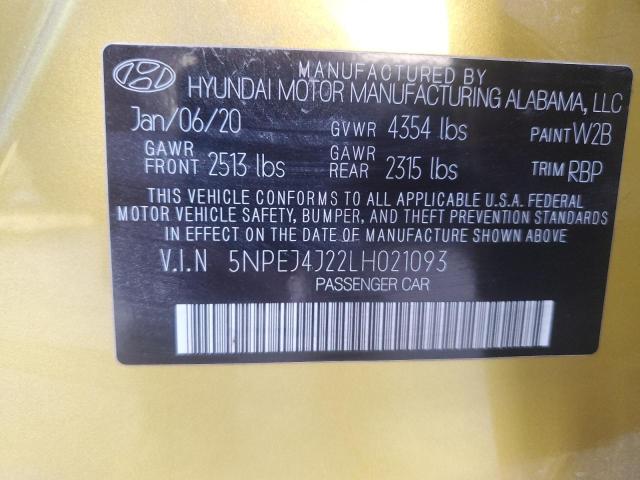 MANUFACTURED BY
HYUNDAI MOTOR MANUFACTURING ALABAMA, LLC
Jan/06/20 GVWR 4354 lbs PAINT W2B
GAWR FRONT 2513 lbs GAWR REAR 2315 lbs TRIM RBP
THIS VEHICLE CONFORMS TO ALL APPLICABLE U.S.A. FEDERAL
MOTOR VEHICLE SAFETY, BUMPER, AND THEFT PREVENTION STANDARDS
IN EFFECT ON THE DATE OF MANUFACTURE SHOWN ABOVE
V.I.N 5NPEJ4J22LH021093
PASSENGER CAR